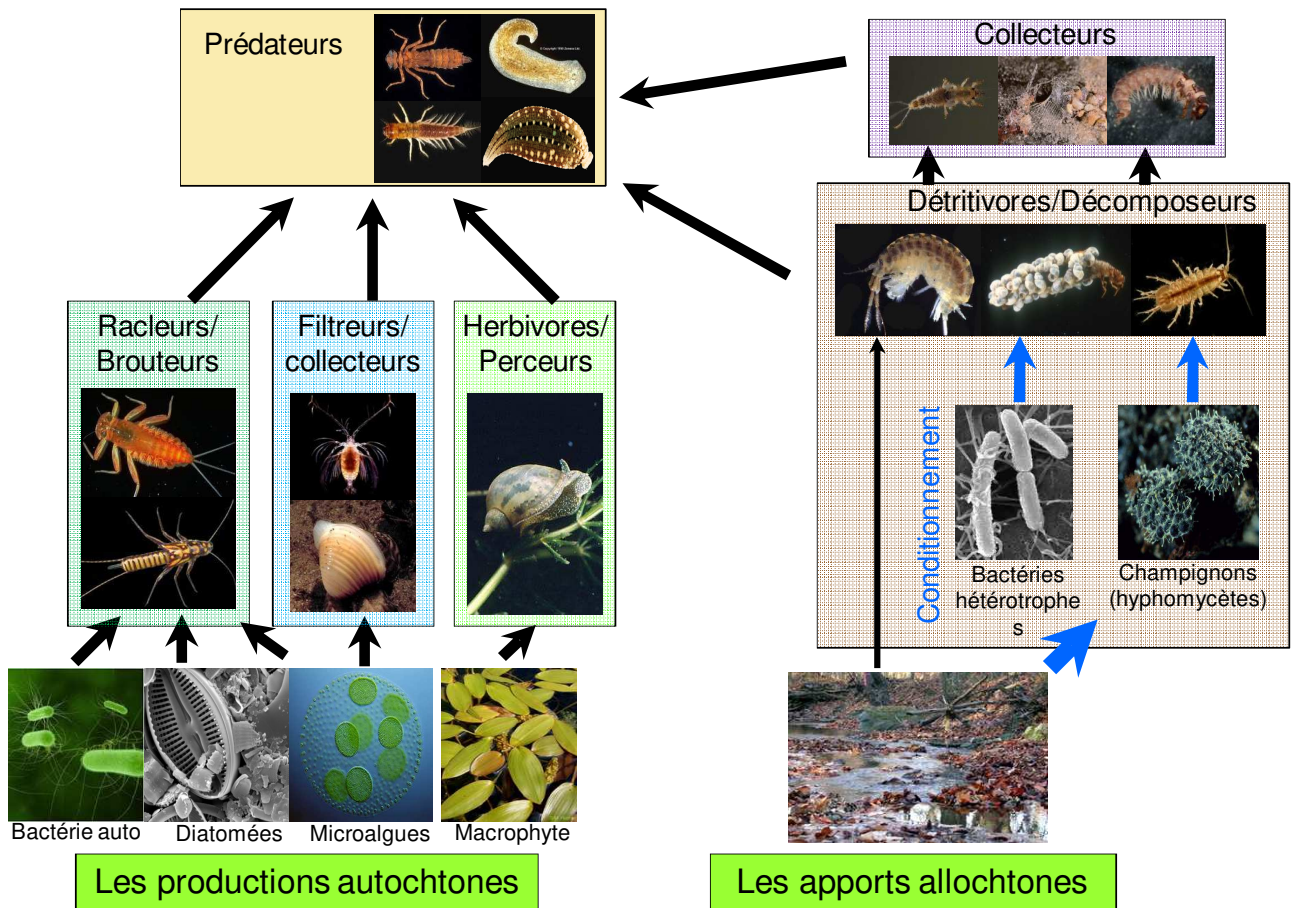 Prédateurs
Collecteurs
Détritivores/Décomposeurs
Racleurs/
Brouteurs
Filtreurs/
collecteurs
Herbivores/
Perceurs
Conditionnement
Bactéries
hétérotrophe
s
Champignons
(hyphomycètes)
Bactérie auto
Diatomées
Microalgues
Macrophyte
Les productions autochtones
Les apports allochtones